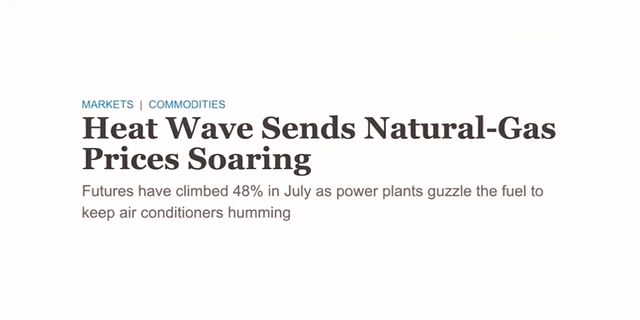 MARKETS | COMMODITIES
Heat Wave Sends Natural-Gas
Prices Soaring
Futures have climbed 48% in July as power plants guzzle the fuel to
keep air conditioners humming